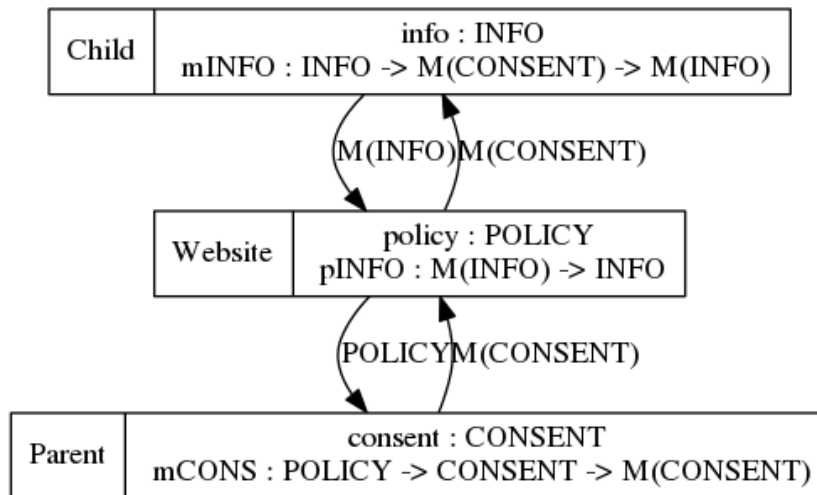 Child
info : INFO
mINFO : INFO -> M(CONSENT) -> M(INFO)
M(INFO)
M(CONSENT)
Website
policy : POLICY
pINFO : M(INFO) -> INFO
POLICY
M(CONSENT)
Parent
consent : CONSENT
mCONS : POLICY -> CONSENT -> M(CONSENT)